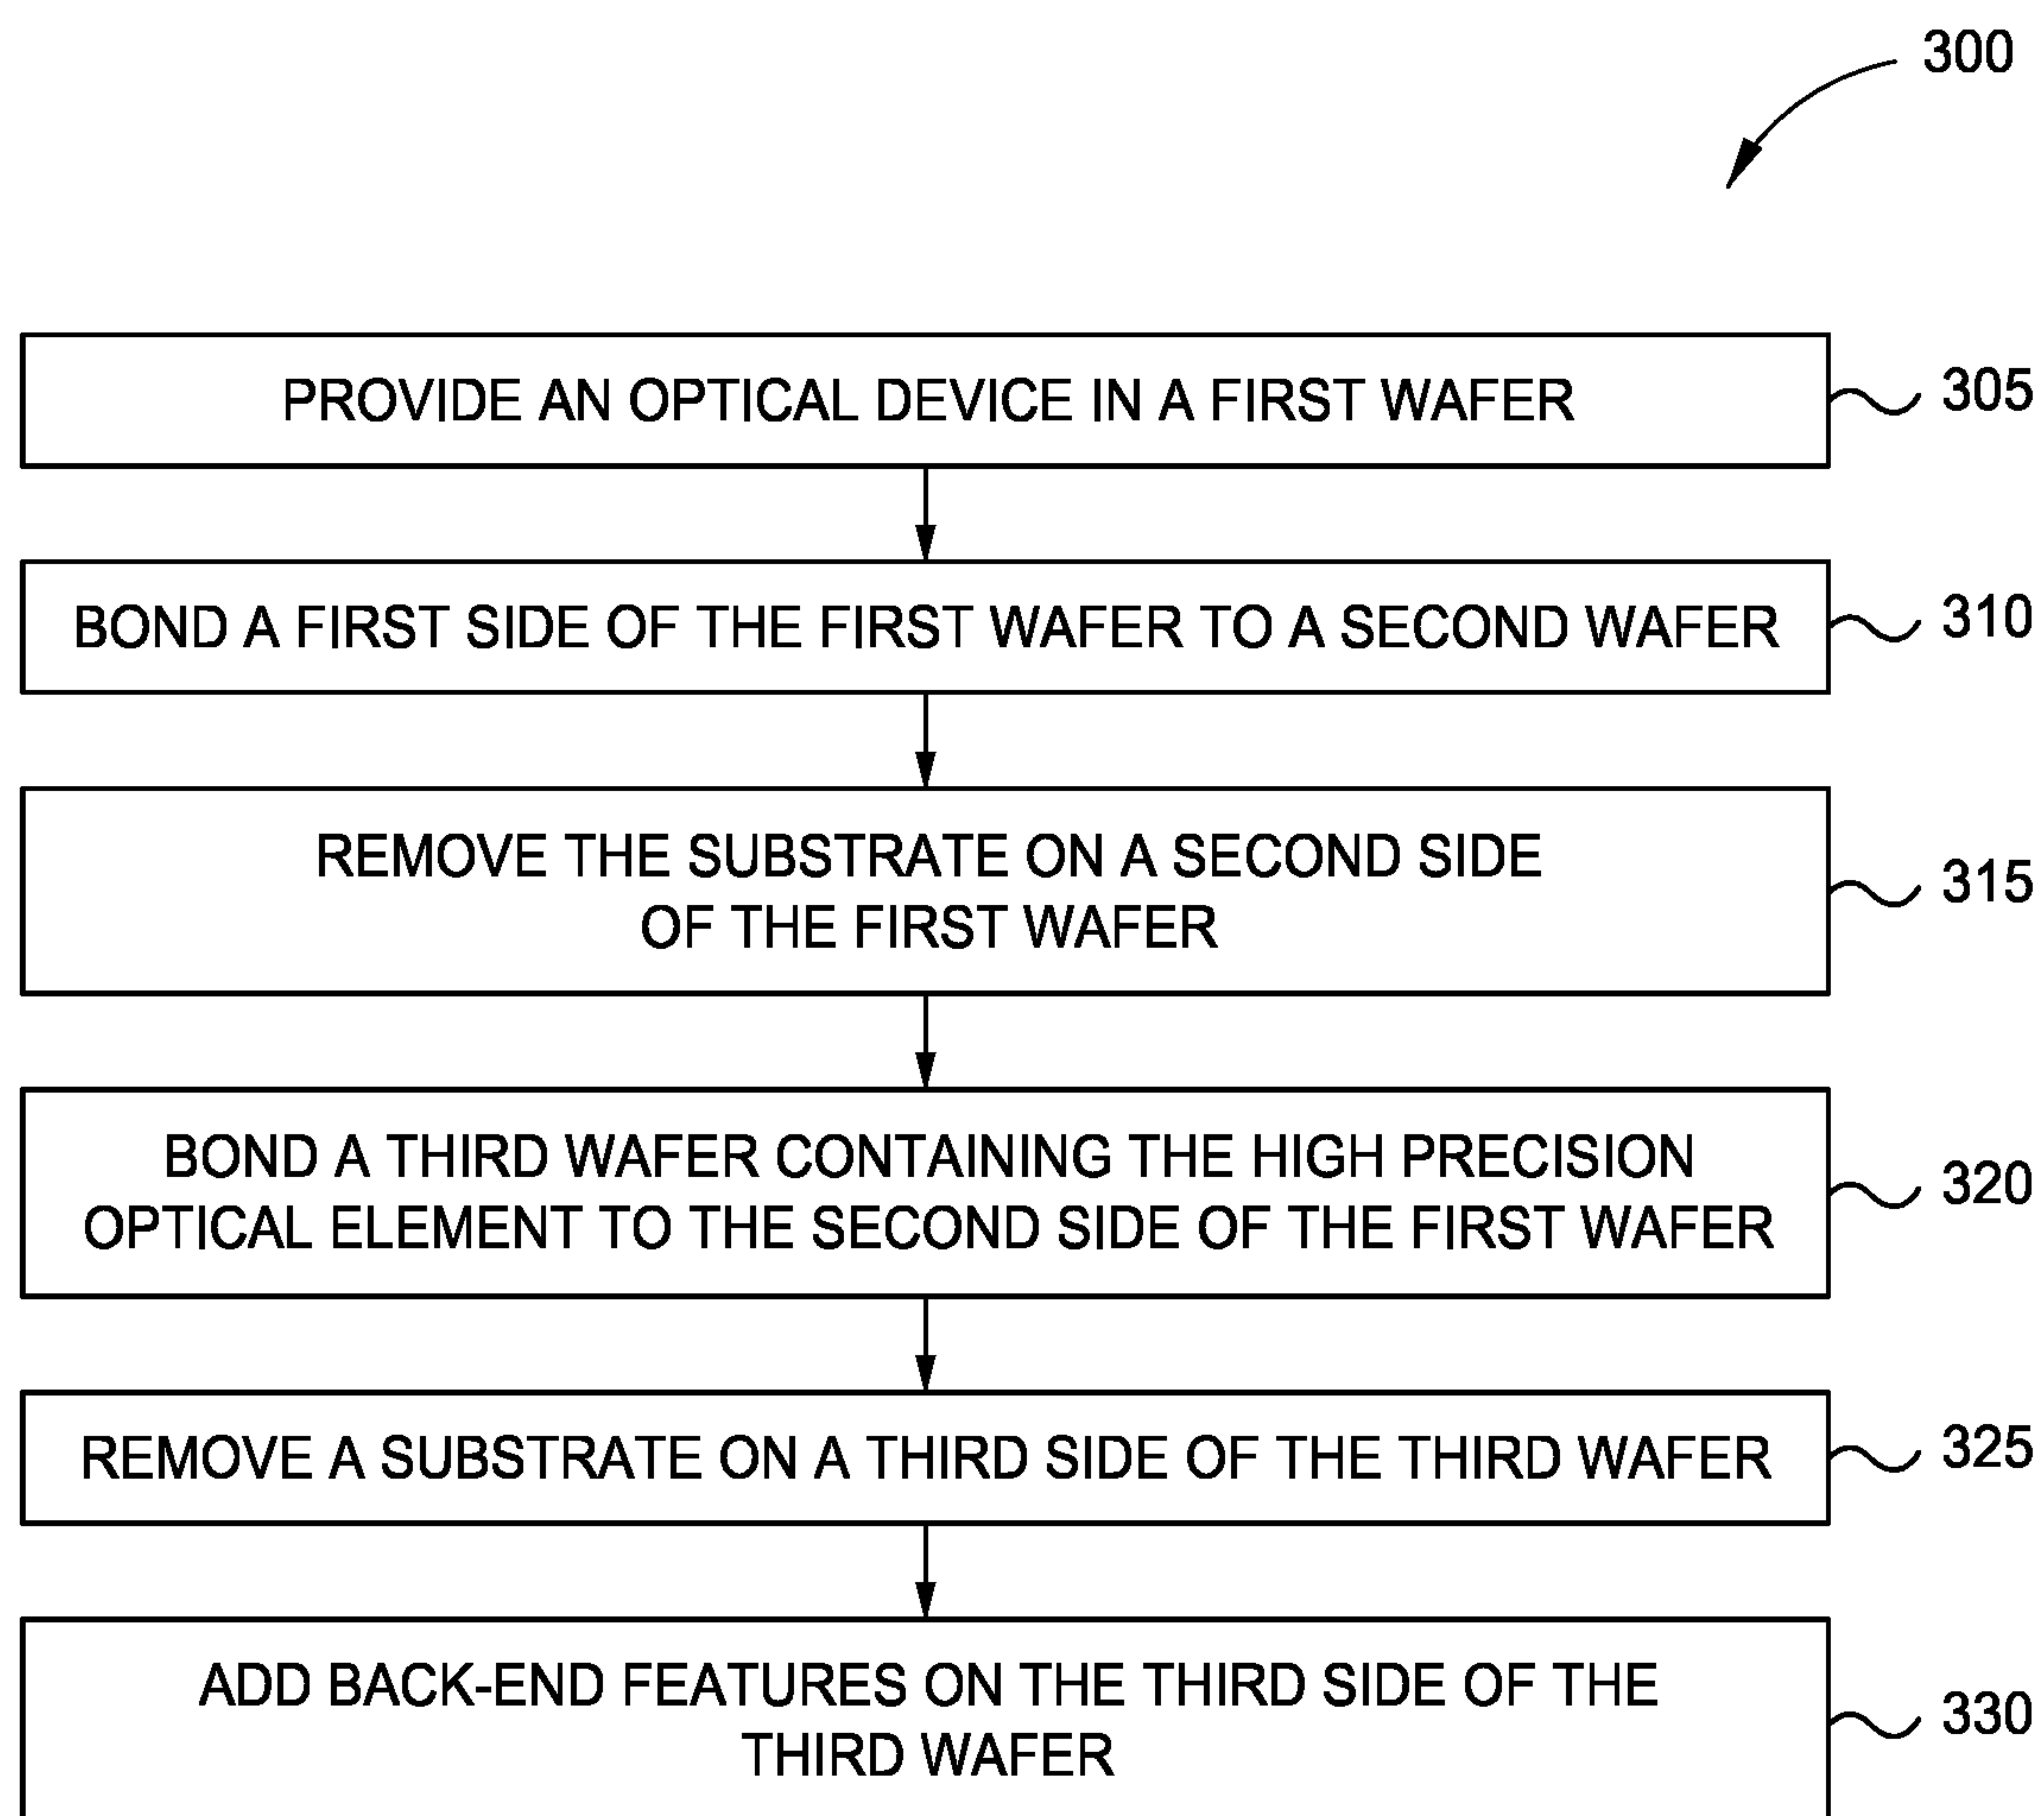 300
PROVIDE AN OPTICAL DEVICE IN A FIRST WAFER
305
BOND A FIRST SIDE OF THE FIRST WAFER TO A SECOND WAFER
310
REMOVE THE SUBSTRATE ON A SECOND SIDE
OF THE FIRST WAFER
315
BOND A THIRD WAFER CONTAINING THE HIGH PRECISION
OPTICAL ELEMENT TO THE SECOND SIDE OF THE FIRST WAFER
320
REMOVE A SUBSTRATE ON A THIRD SIDE OF THE THIRD WAFER
325
ADD BACK-END FEATURES ON THE THIRD SIDE OF THE
THIRD WAFER
330